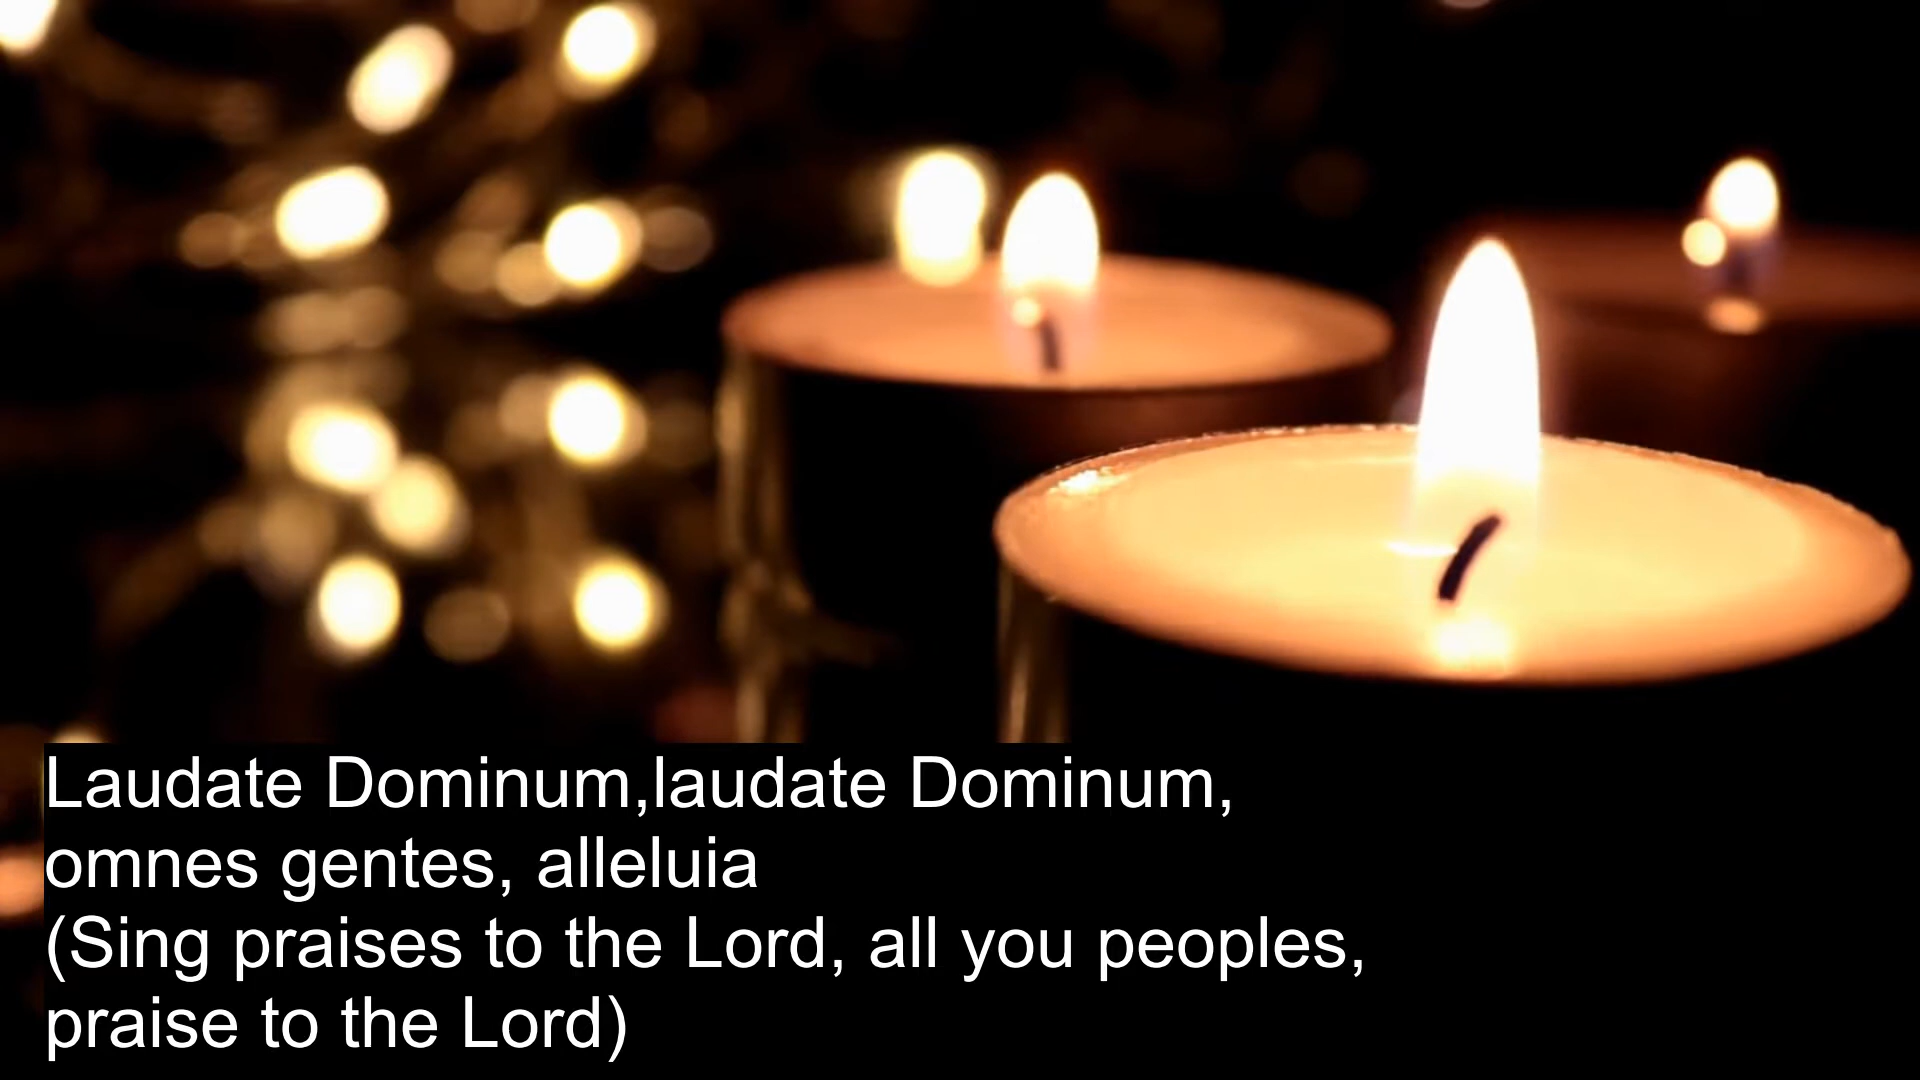 Laudate Dominum,laudate Dominum,
omnes gentes, alleluia
(Sing praises to the Lord, all you peoples,
praise to the Lord)